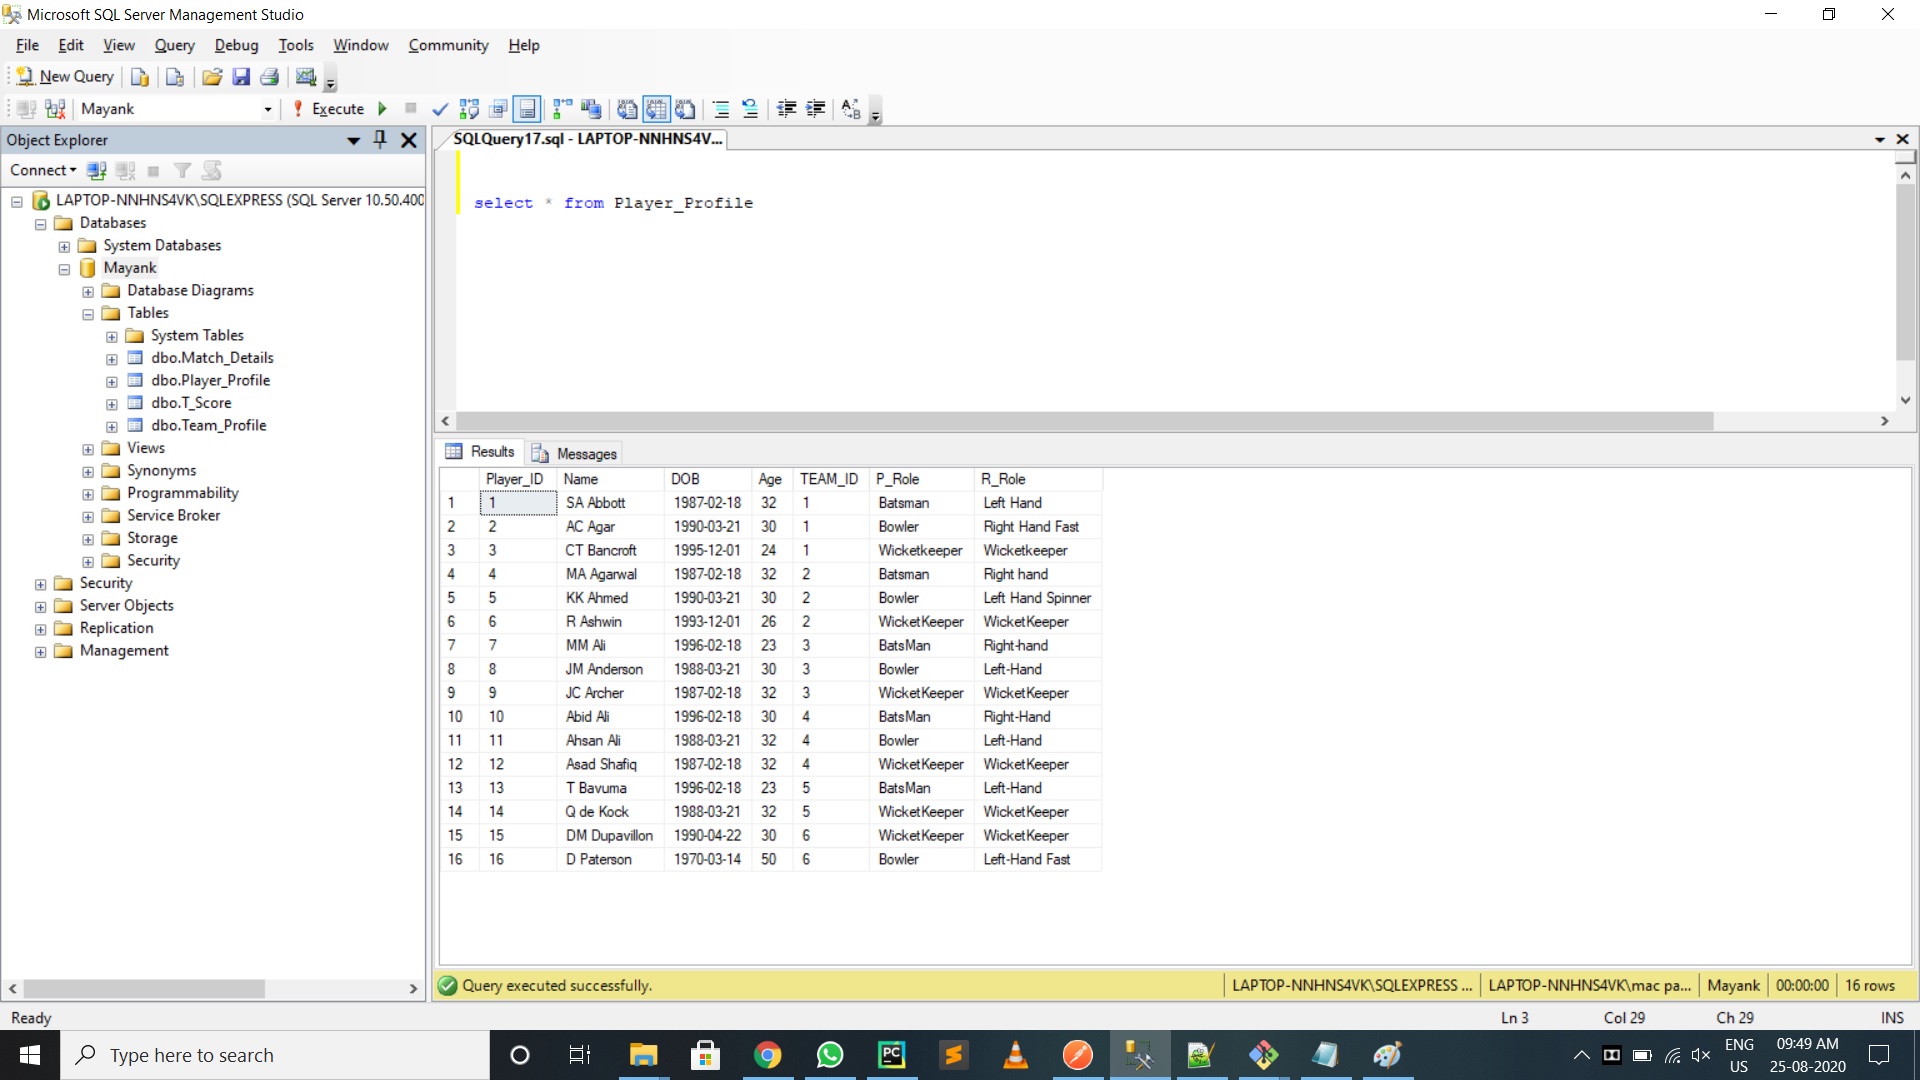 Microsoft SQL Server Management Studio
File Edit View Query Debug Tools Window Community Help
New Query
Mayank Execute
Object Explorer
Connect
LAPTOP-NNHNS4VK\SQLEXPRESS (SQL Server 10.50.400
Databases
System Databases
Mayank
Database Diagrams
Tables
System Tables
dbo.Match_Details
dbo.Player_Profile
dbo.T_Score
dbo.Team_Profile
Views
Synonyms
Programmability
Service Broker
Storage
Security
Security
Server Objects
Replication
Management
SQLQuery17.sql - LAPTOP-NNHNS4V...
select * from Player_Profile
Results Messages
Player_ID Name DOB Age TEAM_ID P_Role R_Role
1 1 SA Abbott 1987-02-18 32 1 Batsman Left Hand
2 2 AC Agar 1990-03-21 30 1 Bowler Right Hand Fast
3 3 CT Bancroft 1995-12-01 24 1 Wicketkeeper Wicketkeeper
4 4 MA Agarwal 1987-02-18 32 2 Batsman Right hand
5 5 KK Ahmed 1990-03-21 30 2 Bowler Left Hand Spinner
6 6 R Ashwin 1993-12-01 26 2 WicketKeeper WicketKeeper
7 7 MM Ali 1996-02-18 23 3 BatsMan Right-hand
8 8 JM Anderson 1988-03-21 30 3 Bowler Left-Hand
9 9 JC Archer 1987-02-18 32 3 WicketKeeper WicketKeeper
10 10 Abid Ali 1996-02-18 30 4 BatsMan Right-Hand
11 11 Ahsan Ali 1988-03-21 32 4 Bowler Left-Hand
12 12 Asad Shafiq 1987-02-18 32 4 WicketKeeper WicketKeeper
13 13 T Bavuma 1996-02-18 23 5 BatsMan Left-Hand
14 14 Q de Kock 1988-03-21 32 5 WicketKeeper WicketKeeper
15 15 DM Dupavillon 1990-04-22 30 6 WicketKeeper WicketKeeper
16 16 D Paterson 1970-03-14 50 6 Bowler Left-Hand Fast
Query executed successfully. LAPTOP-NNHNS4VK\SQLEXPRESS ... LAPTOP-NNHNS4VK\mac pa... Mayank 00:00:00 16 rows
Ready Ln 3 Col 29 Ch 29 INS
Type here to search
PC
ENG 09:49 AM
US 25-08-2020